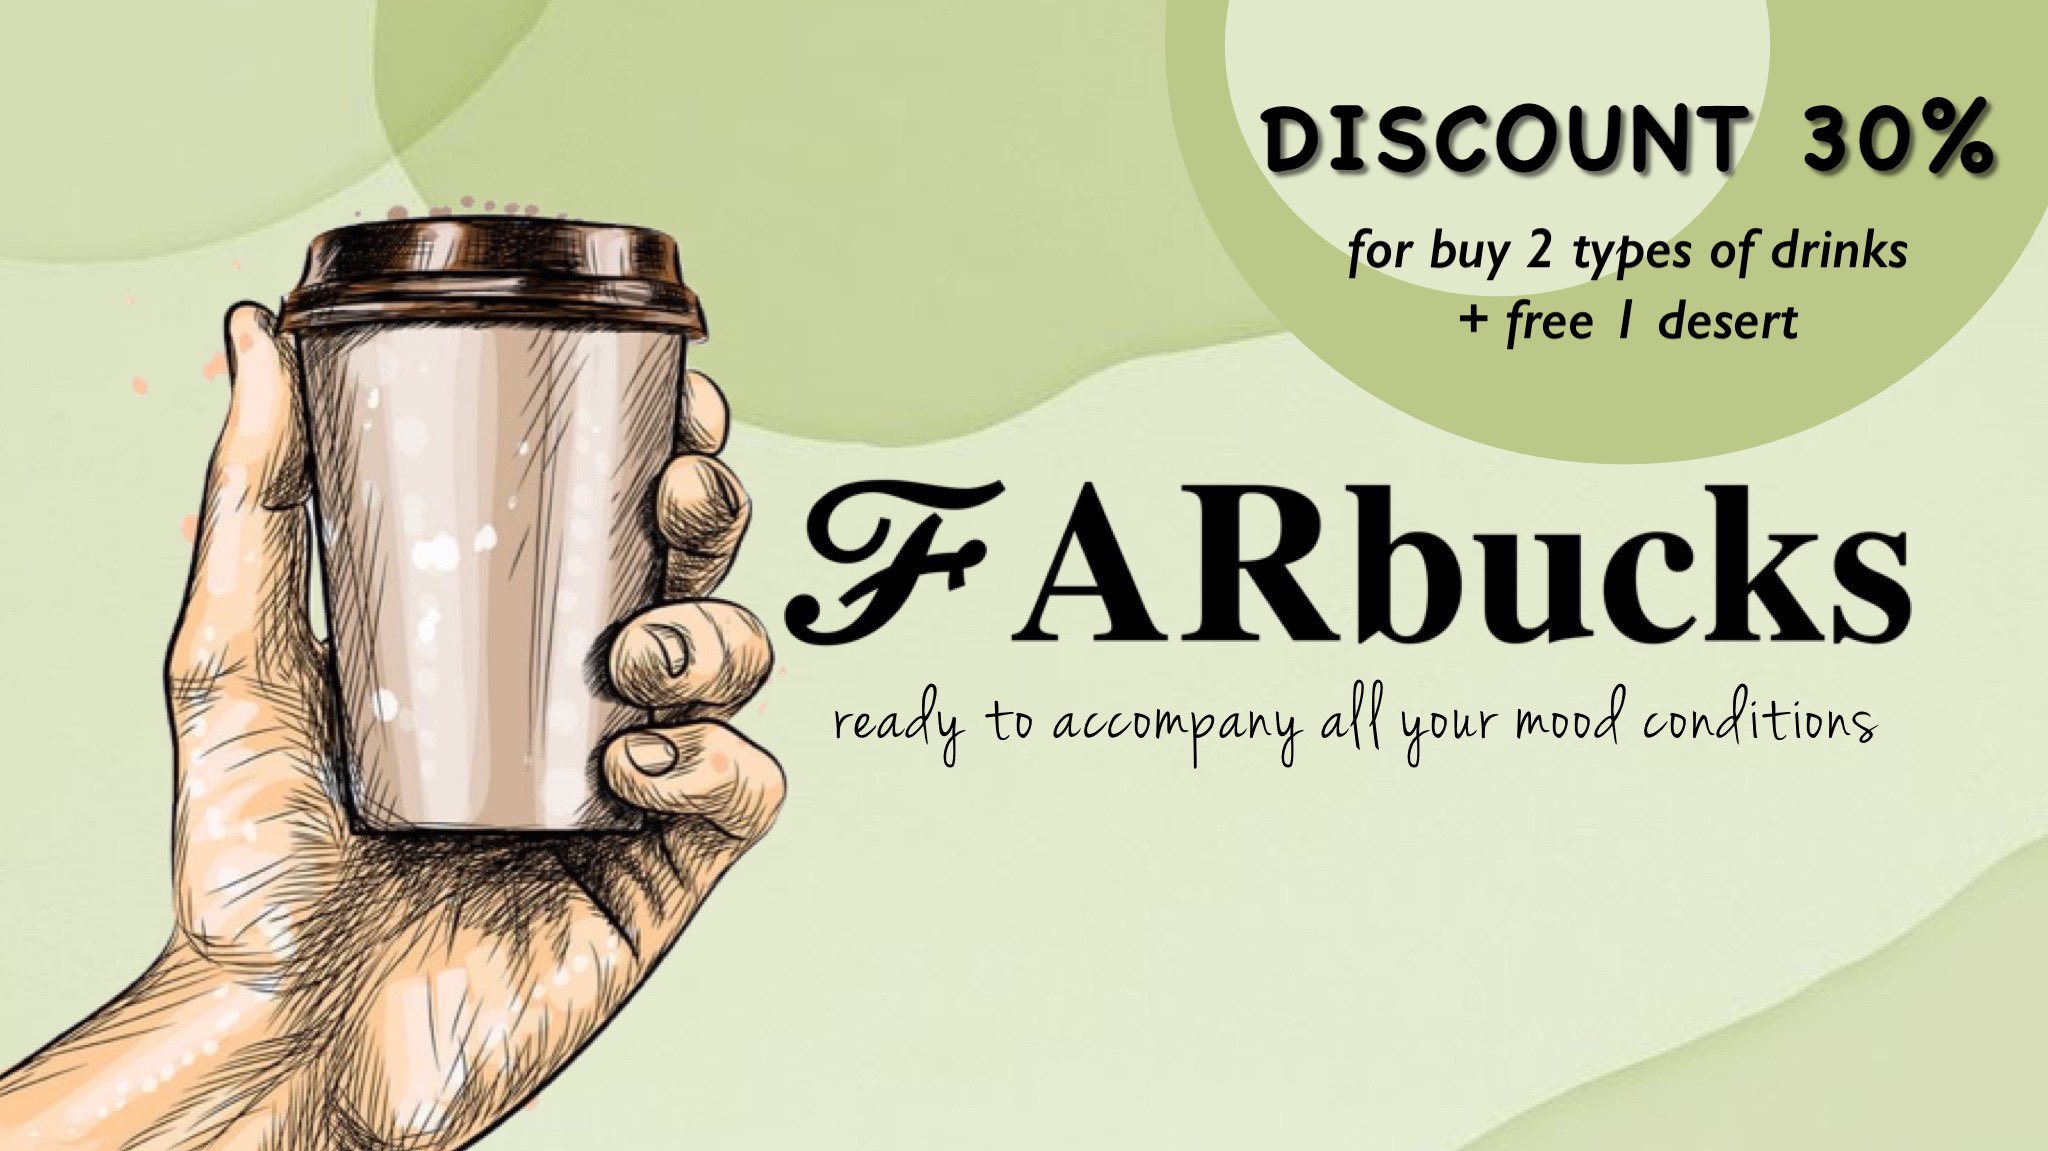 DISCOUNT 30%
for buy 2 types of drinks
+ free 1 desert
FARbucks
ready to accompany all your mood conditions